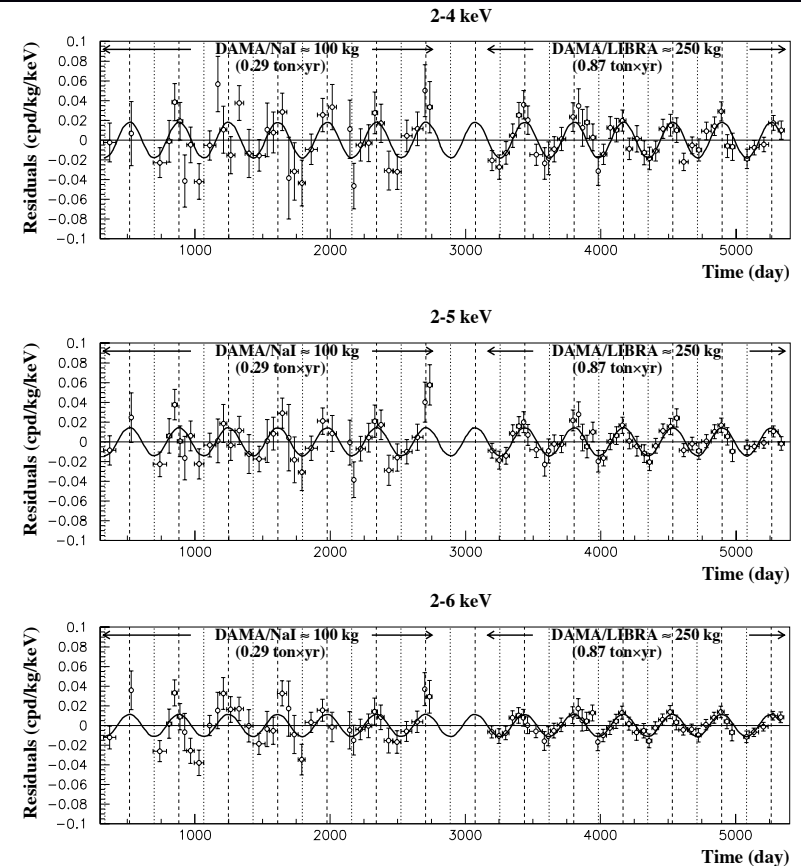 2-4 keV
Residuals (cpd/kg/keV)
0.1
0.08
0.06
0.04
0.02
0
−0.02
−0.04
−0.06
−0.08
−0.1
DAMA/NaI ≈ 100 kg
(0.29 ton×yr)
DAMA/LIBRA ≈ 250 kg
(0.87 ton×yr)
1000 2000 3000 4000 5000
Time (day)
2-5 keV
Residuals (cpd/kg/keV)
0.1
0.08
0.06
0.04
0.02
0
−0.02
−0.04
−0.06
−0.08
−0.1
DAMA/NaI ≈ 100 kg
(0.29 ton×yr)
DAMA/LIBRA ≈ 250 kg
(0.87 ton×yr)
1000 2000 3000 4000 5000
Time (day)
2-6 keV
Residuals (cpd/kg/keV)
0.1
0.08
0.06
0.04
0.02
0
−0.02
−0.04
−0.06
−0.08
−0.1
DAMA/NaI ≈ 100 kg
(0.29 ton×yr)
DAMA/LIBRA ≈ 250 kg
(0.87 ton×yr)
1000 2000 3000 4000 5000
Time (day)